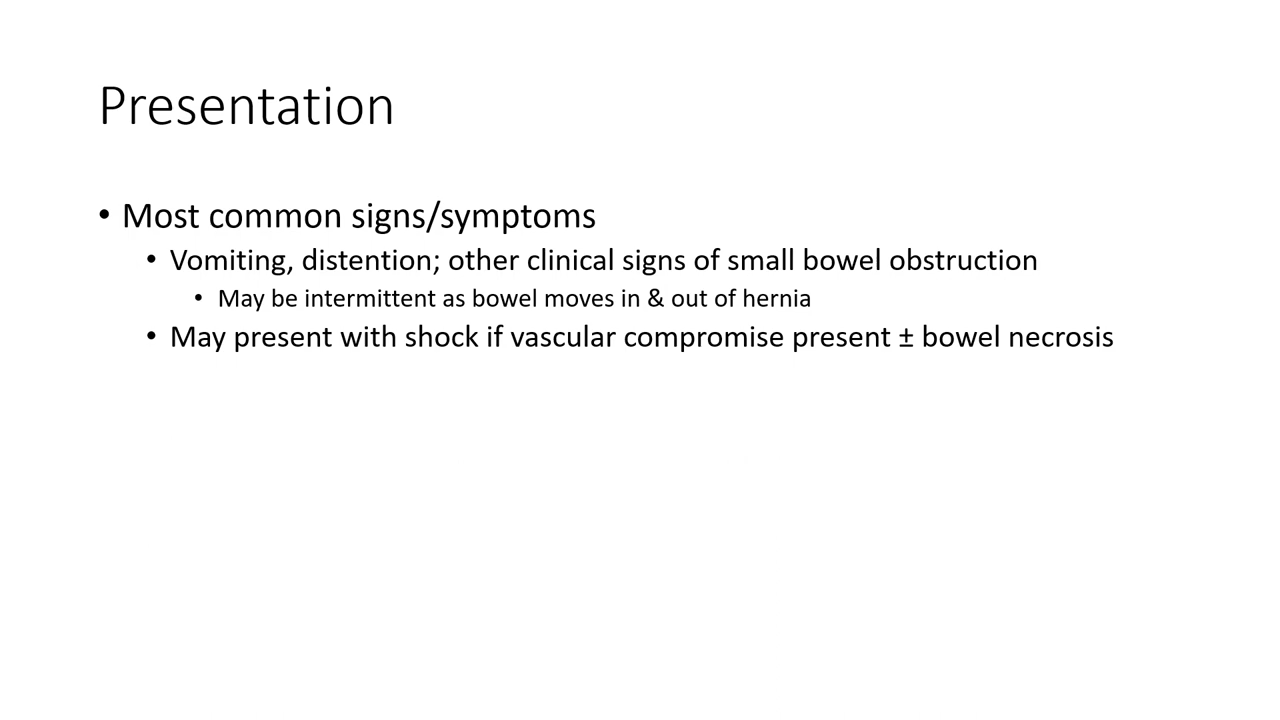 Presentation
• Most common signs/symptoms
• Vomiting, distention; other clinical signs of small bowel obstruction
• May be intermittent as bowel moves in & out of hernia
• May present with shock if vascular compromise present ± bowel necrosis